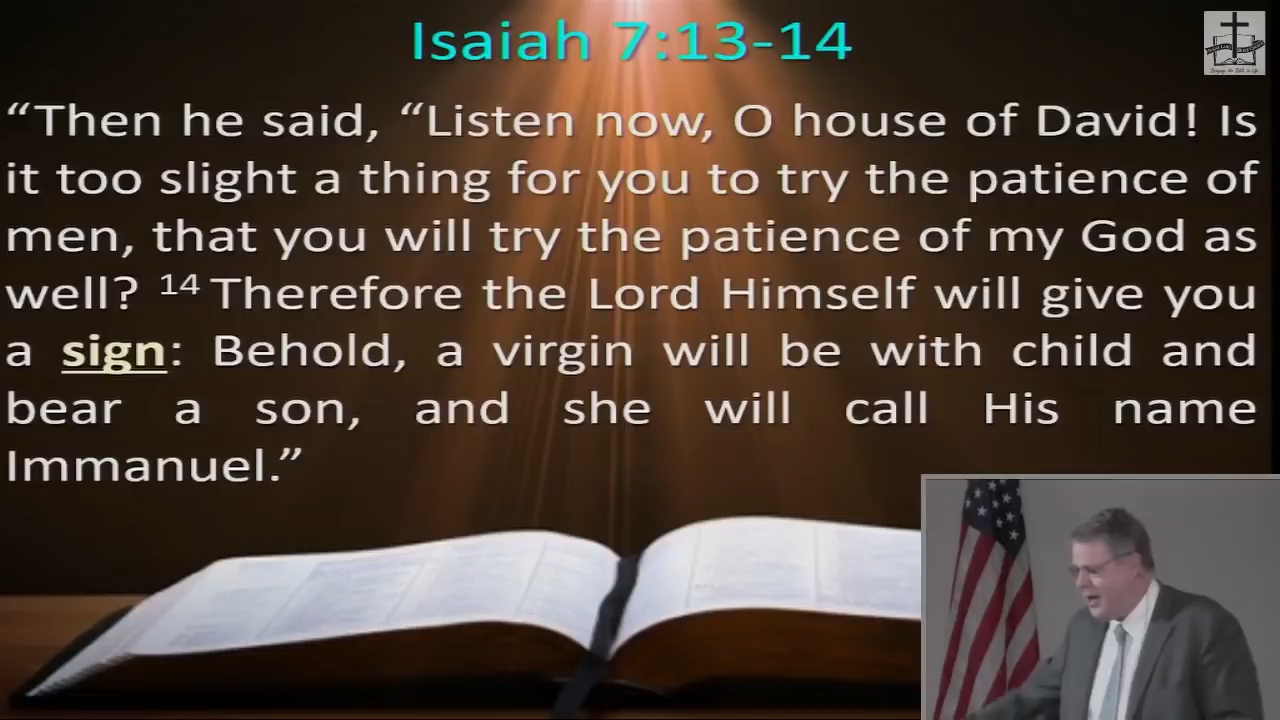 Isaiah 7:13-14
“Then he said, “Listen now, O house of David! Is
it too slight a thing for you to try the patience of
men, that you will try the patience of my God as
well? 14 Therefore the Lord Himself will give you
a sign: Behold, a virgin will be with child and
bear a son, and she will call His name
Immanuel.”